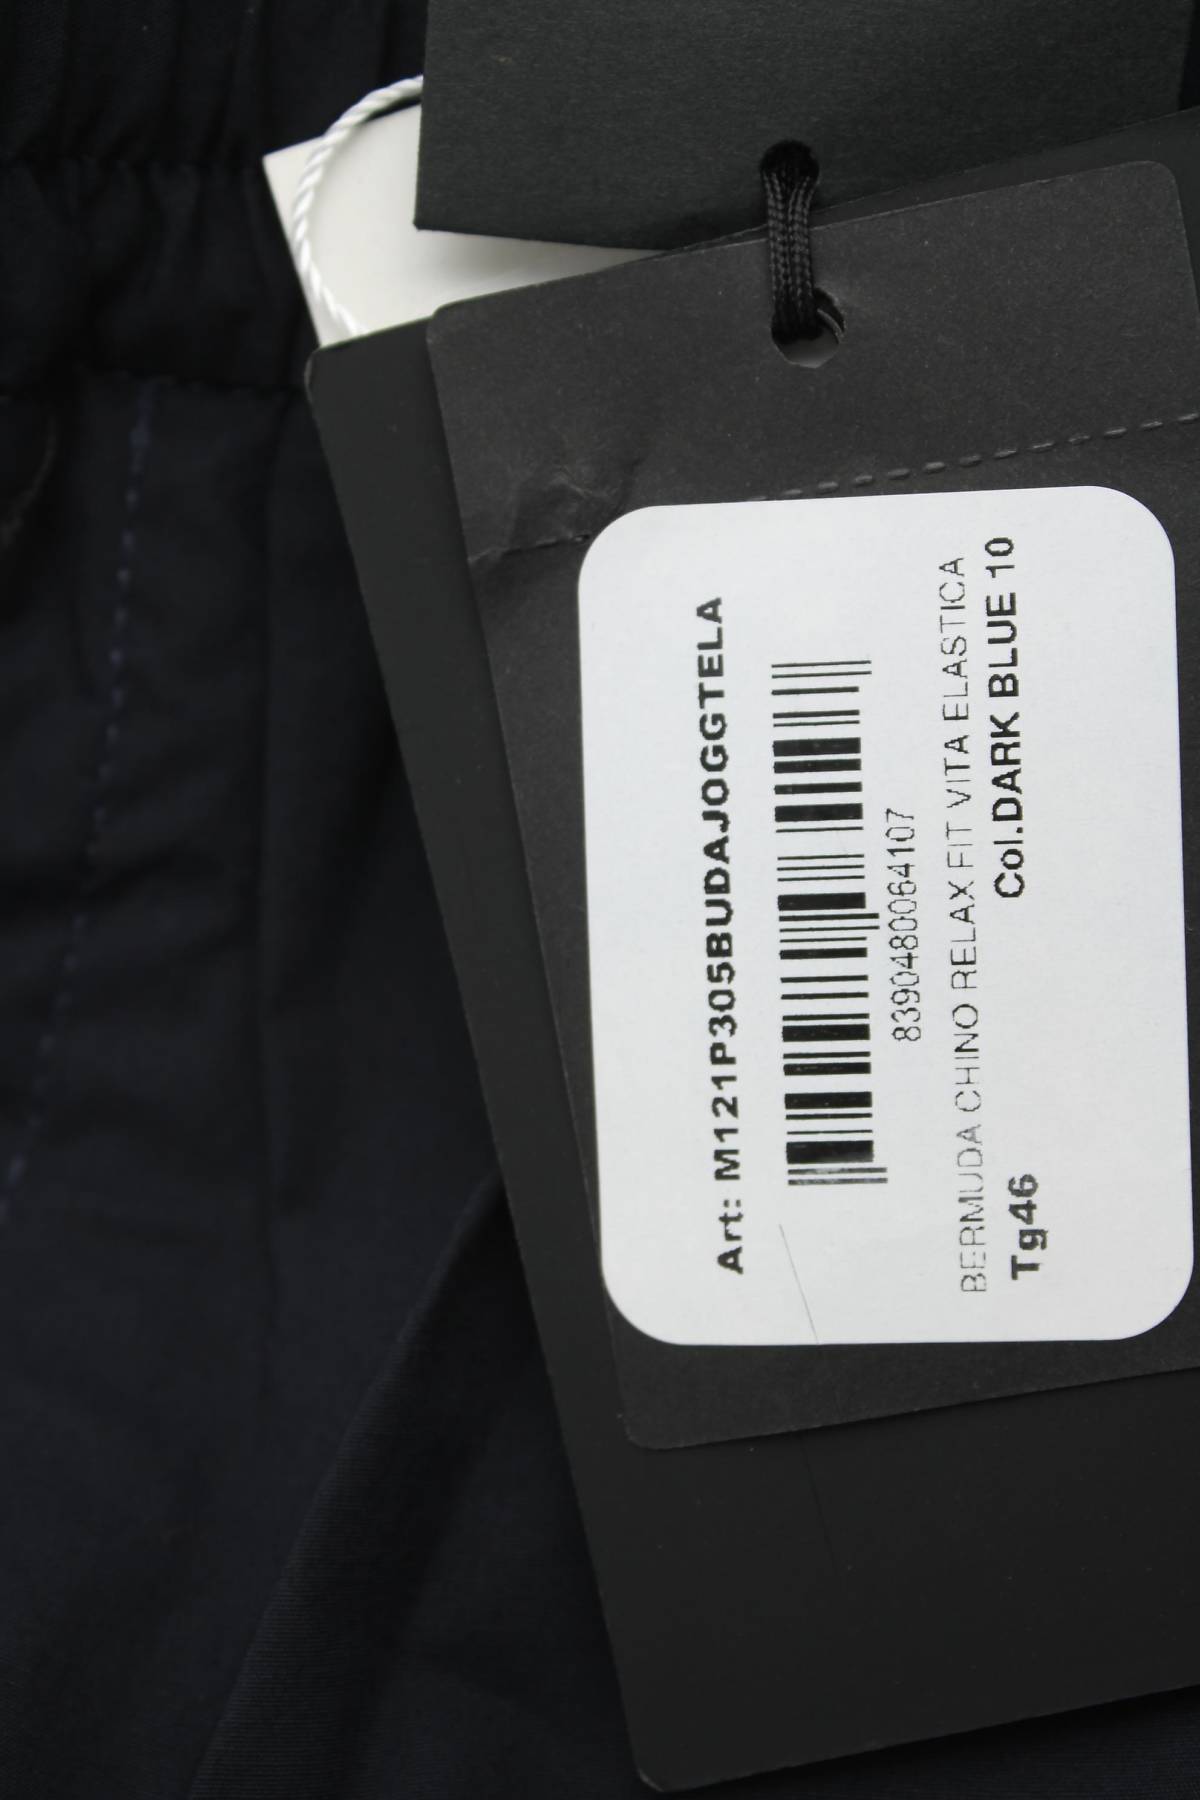 Art: M121P305BUDAJOGGTELA
8390480064107
BERMUDA CHINO RELAX FIT VITA ELASTICA
Tg46 Col.DARK BLUE 10